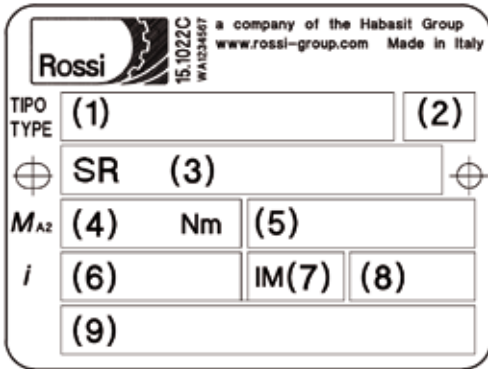 Rossi
15.1022C
WA1234567
a company of the Habasit Group
www.rossi-group.com Made in Italy
TIPO
TYPE
(1)
(2)
SR (3)
MA2 (4) Nm (5)
i (6) IM(7) (8)
(9)